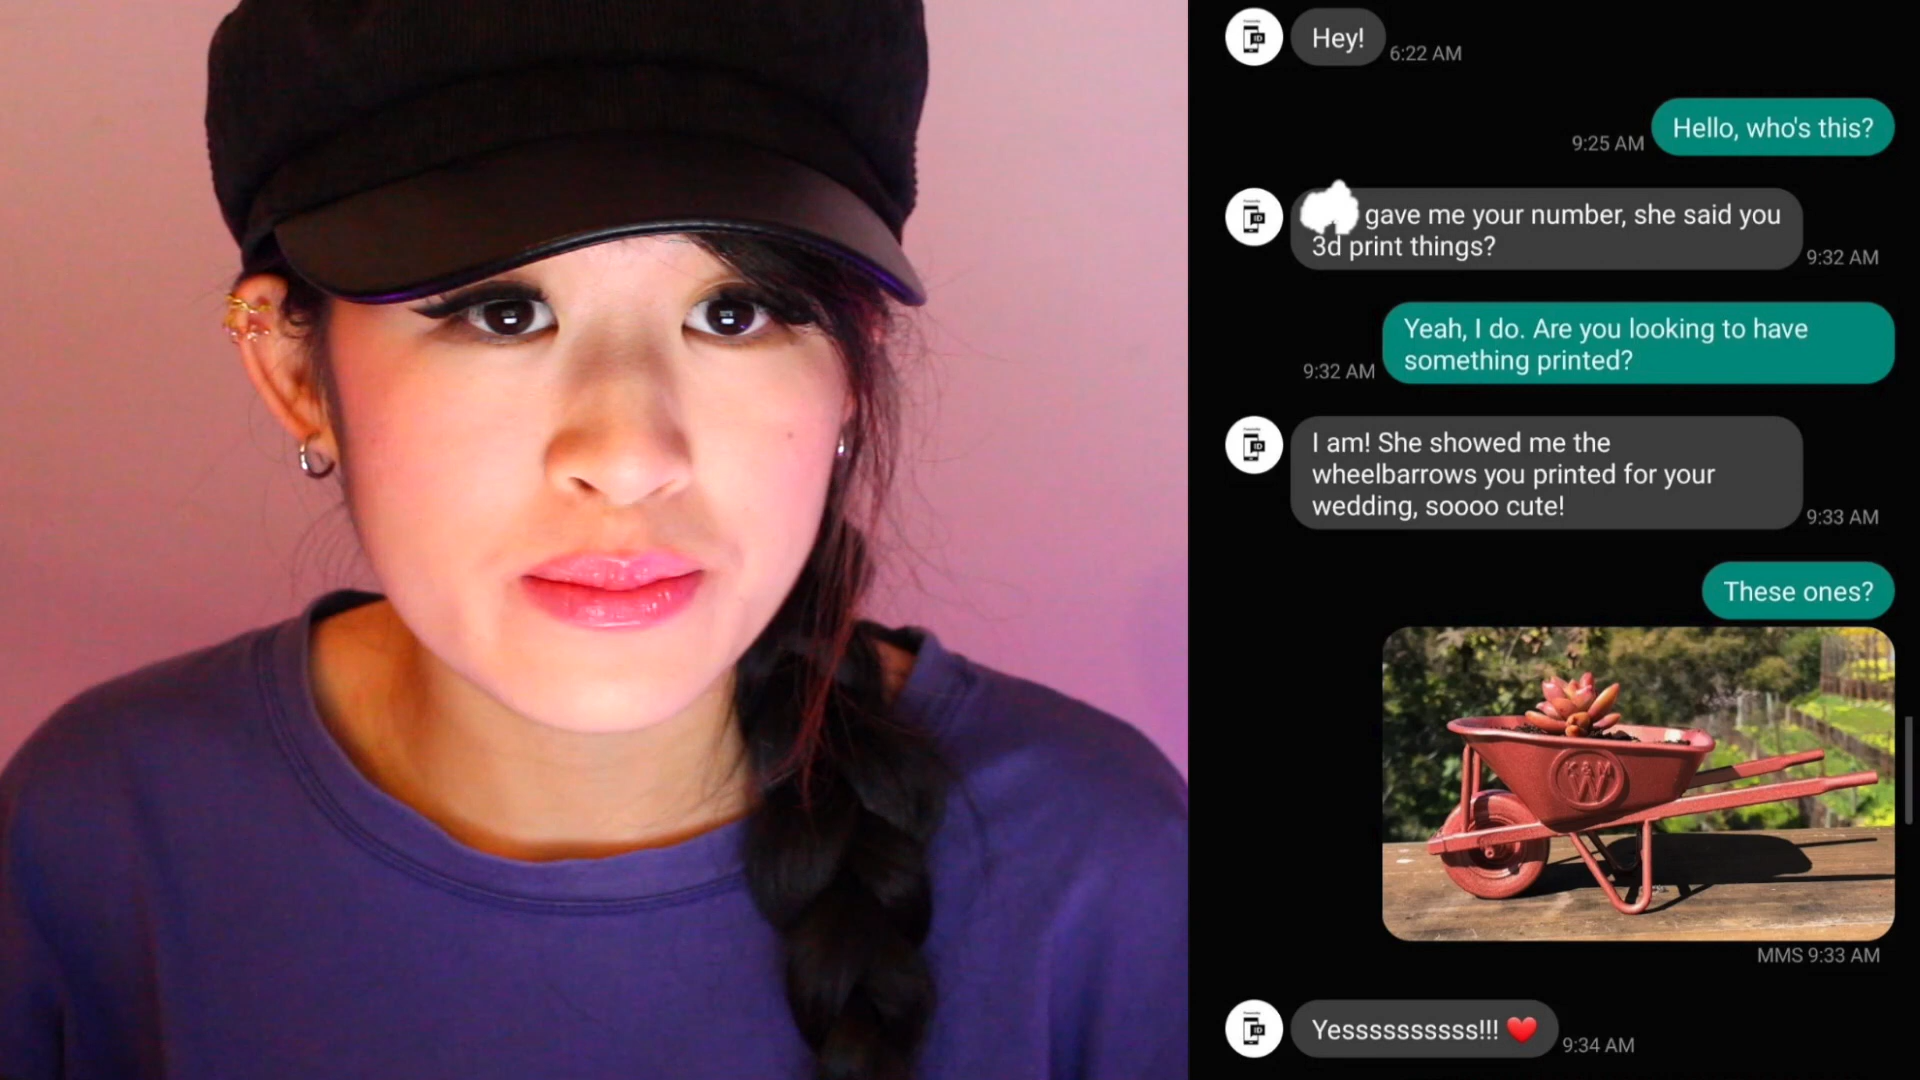 Hey!
6:22 AM
Hello, who's this?
9:25 AM
gave me your number, she said you
3d print things?
9:32 AM
Yeah, I do. Are you looking to have
something printed?
9:32 AM
I am! She showed me the
wheelbarrows you printed for your
wedding, soooo cute!
9:33 AM
These ones?
K & M
W
MMS 9:33 AM
Yesssssssssss!!! ❤️
9:34 AM